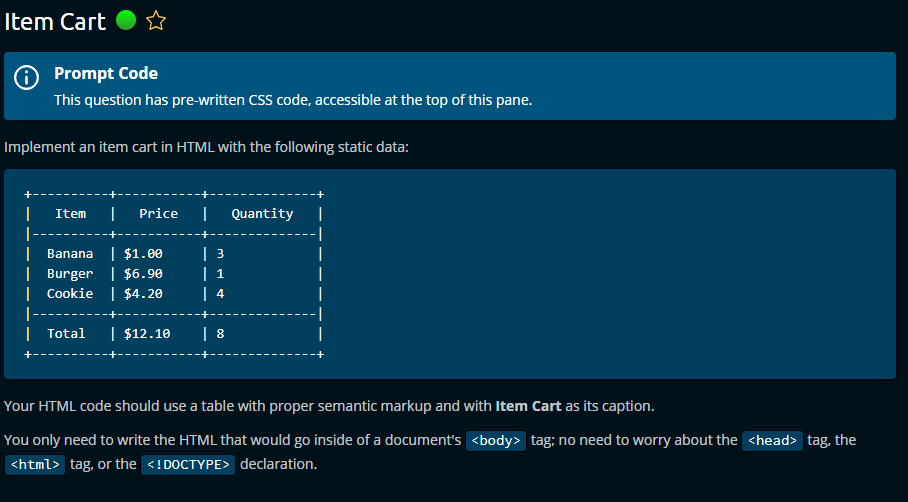 Item Cart
Prompt Code
This question has pre-written CSS code, accessible at the top of this pane.
Implement an item cart in HTML with the following static data:
+----------+-----------+--------------+
|   Item   |   Price   |   Quantity   |
|----------+-----------+--------------|
|  Banana  | $1.00     | 3            |
|  Burger  | $6.90     | 1            |
|  Cookie  | $4.20     | 4            |
|----------+-----------+--------------|
|  Total   | $12.10    | 8            |
+----------+-----------+--------------+
Your HTML code should use a table with proper semantic markup and with Item Cart as its caption.
You only need to write the HTML that would go inside of a document's <body> tag; no need to worry about the <head> tag, the
<html> tag, or the <!DOCTYPE> declaration.